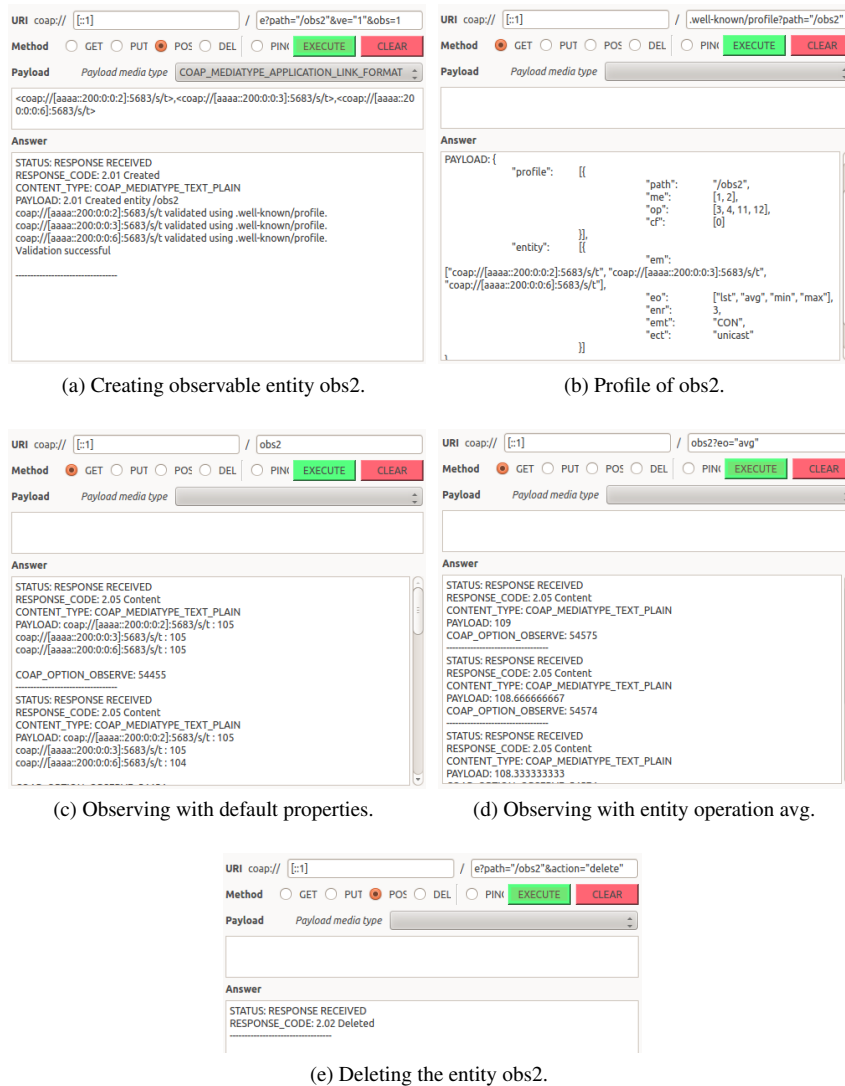 URI coap:// [::1] / e?path="/obs2"&ve="1"&obs=1
Method GET PUT POS DEL PIN EXECUTE CLEAR
Payload Payload media type COAP_MEDIATYPE_APPLICATION_LINK_FORMAT
<coap://[aaaa::200:0:0:2]:5683/s/t>,<coap://[aaaa::200:0:0:3]:5683/s/t>,<coap://[aaaa::20
0:0:0:6]:5683/s/t>
Answer
STATUS: RESPONSE RECEIVED
RESPONSE_CODE: 2.01 Created
CONTENT_TYPE: COAP_MEDIATYPE_TEXT_PLAIN
PAYLOAD: 2.01 Created entity /obs2
coap://[aaaa::200:0:0:2]:5683/s/t validated using .well-known/profile.
coap://[aaaa::200:0:0:3]:5683/s/t validated using .well-known/profile.
coap://[aaaa::200:0:0:6]:5683/s/t validated using .well-known/profile.
Validation successful
----------------------------------
(a) Creating observable entity obs2.
URI coap:// [::1] / .well-known/profile?path="/obs2"
Method GET PUT POS DEL PIN EXECUTE CLEAR
Payload Payload media type
Answer
PAYLOAD: {
"profile": [{
"path": "/obs2",
"me": [1, 2],
"op": [3, 4, 11, 12],
"cf": [0]
}],
"entity": [{
"em":
["coap://[aaaa::200:0:0:2]:5683/s/t", "coap://[aaaa::200:0:0:3]:5683/s/t",
"coap://[aaaa::200:0:0:6]:5683/s/t"],
"eo": ["lst", "avg", "min", "max"],
"enr": 3,
"emt": "CON",
"ect": "unicast"
}]
}
(b) Profile of obs2.
URI coap:// [::1] / obs2
Method GET PUT POS DEL PIN EXECUTE CLEAR
Payload Payload media type
Answer
STATUS: RESPONSE RECEIVED
RESPONSE_CODE: 2.05 Content
CONTENT_TYPE: COAP_MEDIATYPE_TEXT_PLAIN
PAYLOAD: coap://[aaaa::200:0:0:2]:5683/s/t : 105
coap://[aaaa::200:0:0:3]:5683/s/t : 105
coap://[aaaa::200:0:0:6]:5683/s/t : 105
COAP_OPTION_OBSERVE: 54455
----------------------------------
STATUS: RESPONSE RECEIVED
RESPONSE_CODE: 2.05 Content
CONTENT_TYPE: COAP_MEDIATYPE_TEXT_PLAIN
PAYLOAD: coap://[aaaa::200:0:0:2]:5683/s/t : 105
coap://[aaaa::200:0:0:3]:5683/s/t : 105
coap://[aaaa::200:0:0:6]:5683/s/t : 104
(c) Observing with default properties.
URI coap:// [::1] / obs2?eo="avg"
Method GET PUT POS DEL PIN EXECUTE CLEAR
Payload Payload media type
Answer
STATUS: RESPONSE RECEIVED
RESPONSE_CODE: 2.05 Content
CONTENT_TYPE: COAP_MEDIATYPE_TEXT_PLAIN
PAYLOAD: 109
COAP_OPTION_OBSERVE: 54575
----------------------------------
STATUS: RESPONSE RECEIVED
RESPONSE_CODE: 2.05 Content
CONTENT_TYPE: COAP_MEDIATYPE_TEXT_PLAIN
PAYLOAD: 108.666666667
COAP_OPTION_OBSERVE: 54574
----------------------------------
STATUS: RESPONSE RECEIVED
RESPONSE_CODE: 2.05 Content
CONTENT_TYPE: COAP_MEDIATYPE_TEXT_PLAIN
PAYLOAD: 108.333333333
(d) Observing with entity operation avg.
URI coap:// [::1] / e?path="/obs2"&action="delete"
Method GET PUT POS DEL PIN EXECUTE CLEAR
Payload Payload media type
Answer
STATUS: RESPONSE RECEIVED
RESPONSE_CODE: 2.02 Deleted
----------------------------------
(e) Deleting the entity obs2.